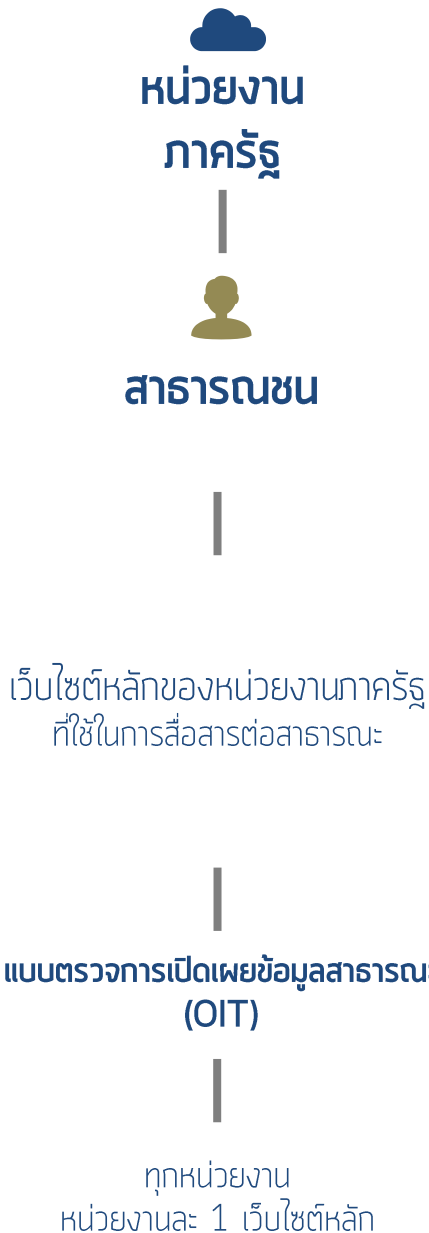 หน่วยงาน
ภาครัฐ
สาธารณชน
เว็บไซต์หลักของหน่วยงานภาครัฐ
ที่ใช้ในการสื่อสารต่อสาธารณะ
แบบตรวจการเปิดเผยข้อมูลสาธารณะ
(OIT)
ทุกหน่วยงาน
หน่วยงานละ 1 เว็บไซต์หลัก